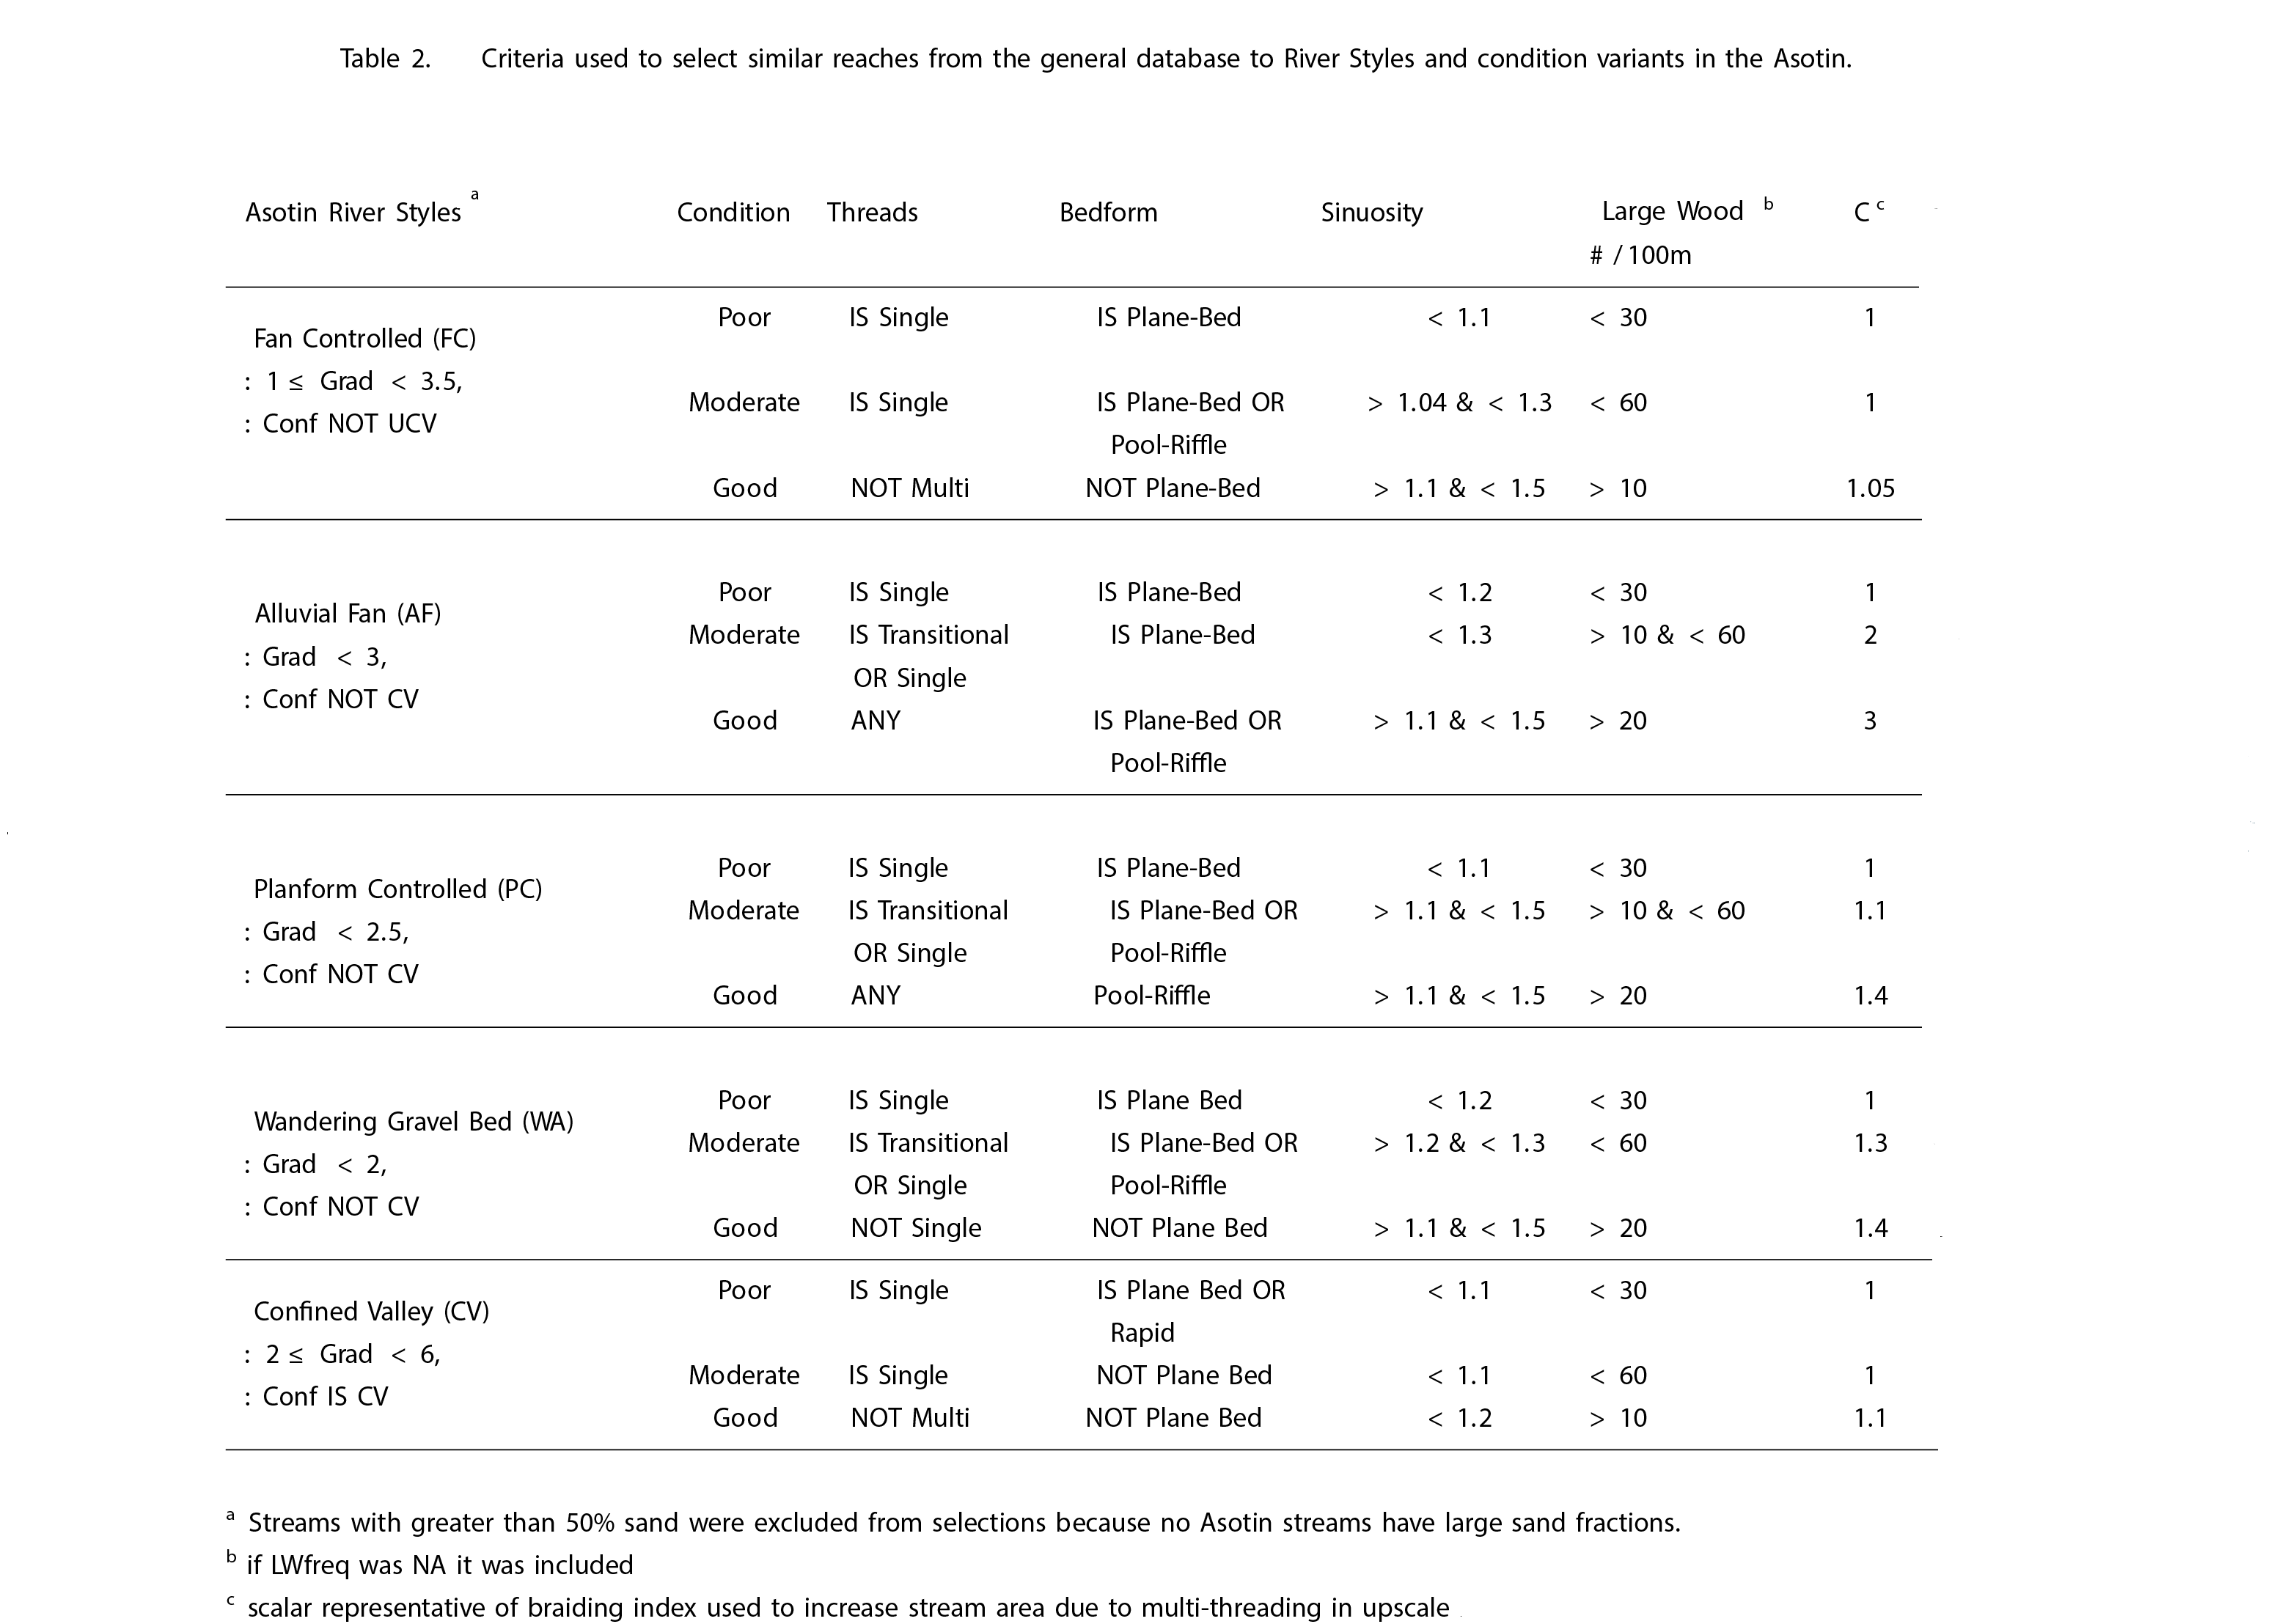 Table 2. Criteria used to select similar reaches from the general database to River Styles and condition variants in the Asotin.
Asotin River Styles a Condition Threads Bedform Sinuosity Large Wood b C c
# / 100m
Poor IS Single IS Plane-Bed < 1.1 < 30 1
Fan Controlled (FC)
: 1 ≤ Grad < 3.5,
Moderate IS Single IS Plane-Bed OR > 1.04 & < 1.3 < 60 1
: Conf NOT UCV
Pool-Riffle
Good NOT Multi NOT Plane-Bed > 1.1 & < 1.5 > 10 1.05
Poor IS Single IS Plane-Bed < 1.2 < 30 1
Alluvial Fan (AF)
Moderate IS Transitional IS Plane-Bed < 1.3 > 10 & < 60 2
: Grad < 3,
OR Single
: Conf NOT CV
Good ANY IS Plane-Bed OR > 1.1 & < 1.5 > 20 3
Pool-Riffle
Poor IS Single IS Plane-Bed < 1.1 < 30 1
Planform Controlled (PC)
Moderate IS Transitional IS Plane-Bed OR > 1.1 & < 1.5 > 10 & < 60 1.1
: Grad < 2.5,
OR Single Pool-Riffle
: Conf NOT CV
Good ANY Pool-Riffle > 1.1 & < 1.5 > 20 1.4
Poor IS Single IS Plane Bed < 1.2 < 30 1
Wandering Gravel Bed (WA)
Moderate IS Transitional IS Plane-Bed OR > 1.2 & < 1.3 < 60 1.3
: Grad < 2,
OR Single Pool-Riffle
: Conf NOT CV
Good NOT Single NOT Plane Bed > 1.1 & < 1.5 > 20 1.4
Poor IS Single IS Plane Bed OR < 1.1 < 30 1
Confined Valley (CV)
Rapid
: 2 ≤ Grad < 6,
Moderate IS Single NOT Plane Bed < 1.1 < 60 1
: Conf IS CV
Good NOT Multi NOT Plane Bed < 1.2 > 10 1.1
a Streams with greater than 50% sand were excluded from selections because no Asotin streams have large sand fractions.
b if LWfreq was NA it was included
c scalar representative of braiding index used to increase stream area due to multi-threading in upscale